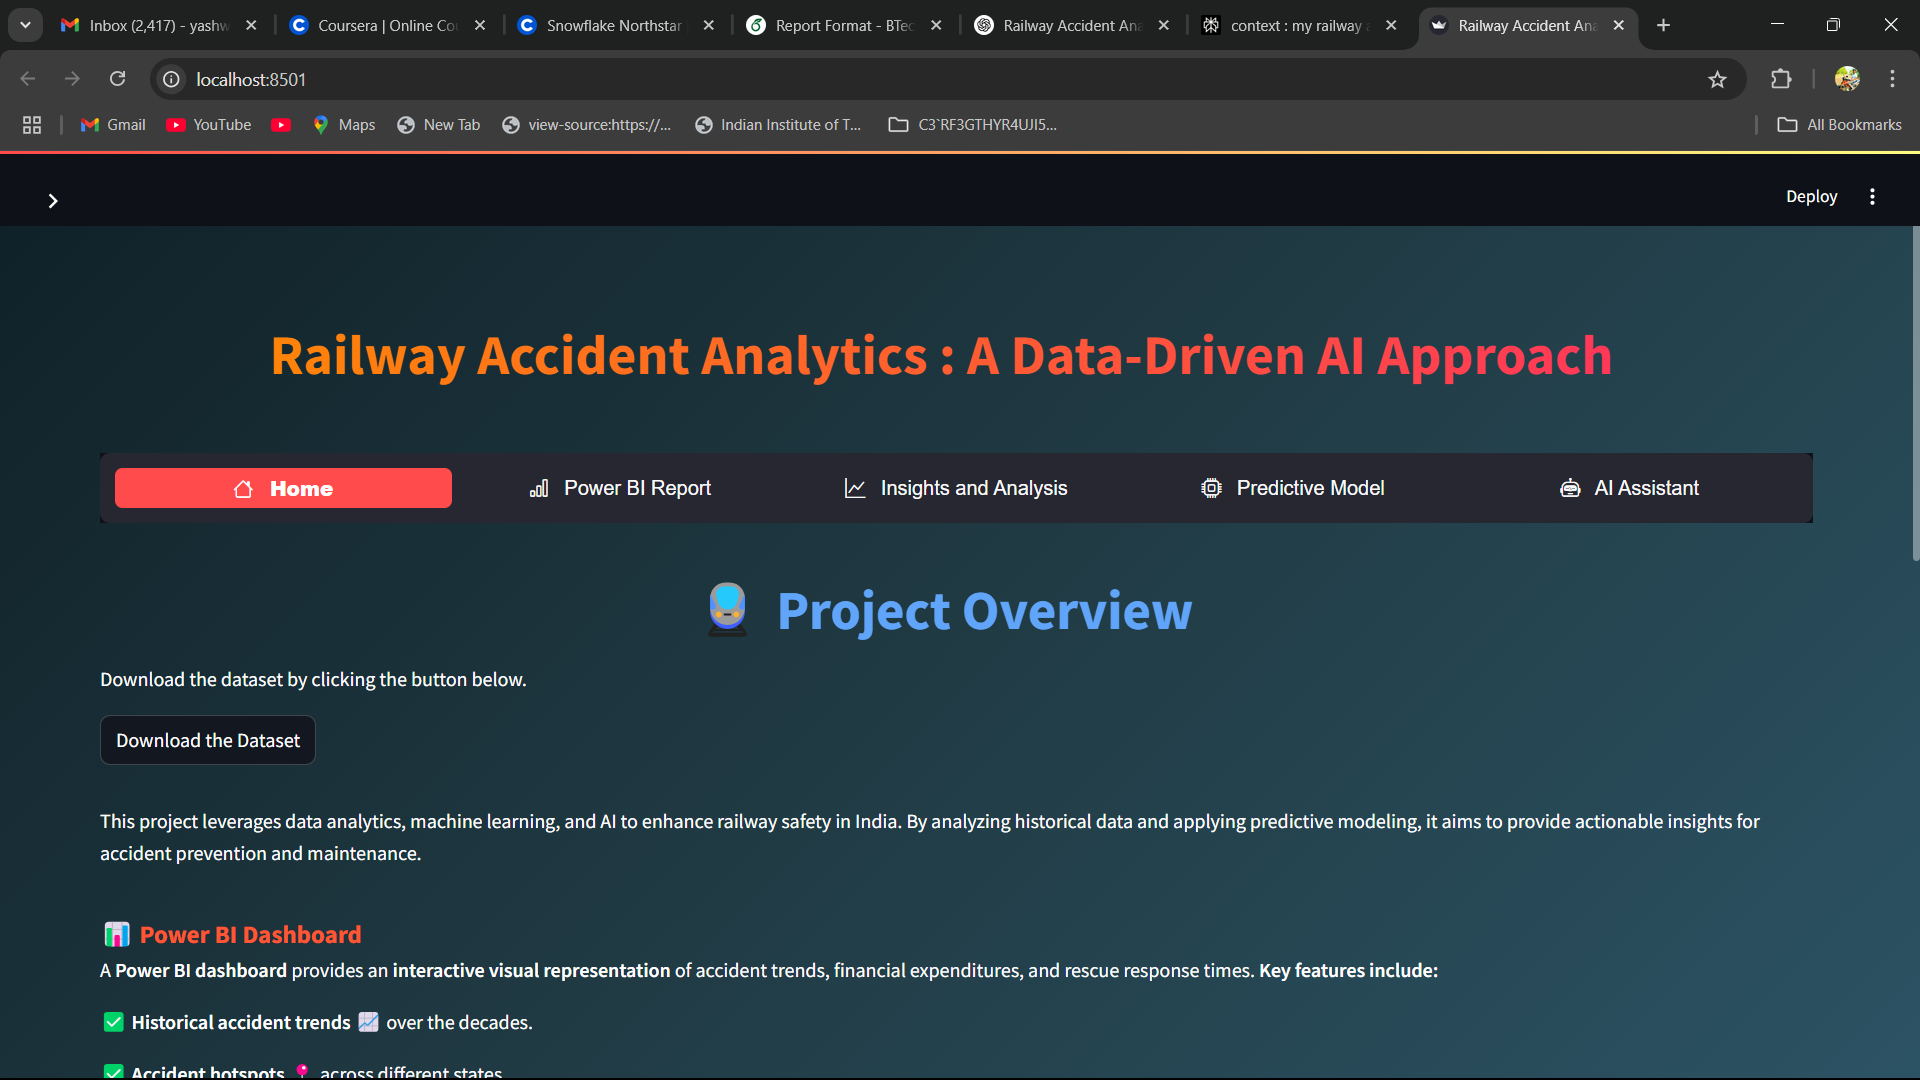 Inbox (2,417) - yashw
Coursera | Online Co
Snowflake Northstar
Report Format - BTec
Railway Accident Ana
context : my railway a
Railway Accident Ana
localhost:8501
Gmail
YouTube
Maps
New Tab
view-source:https://...
Indian Institute of T...
C3`RF3GTHYR4UJI5...
All Bookmarks
Deploy
Railway Accident Analytics : A Data-Driven AI Approach
Home
Power BI Report
Insights and Analysis
Predictive Model
AI Assistant
Project Overview
Download the dataset by clicking the button below.
Download the Dataset
This project leverages data analytics, machine learning, and AI to enhance railway safety in India. By analyzing historical data and applying predictive modeling, it aims to provide actionable insights for
accident prevention and maintenance.
Power BI Dashboard
A Power BI dashboard provides an interactive visual representation of accident trends, financial expenditures, and rescue response times. Key features include:
Historical accident trends over the decades.
Accident hotspots across different states.